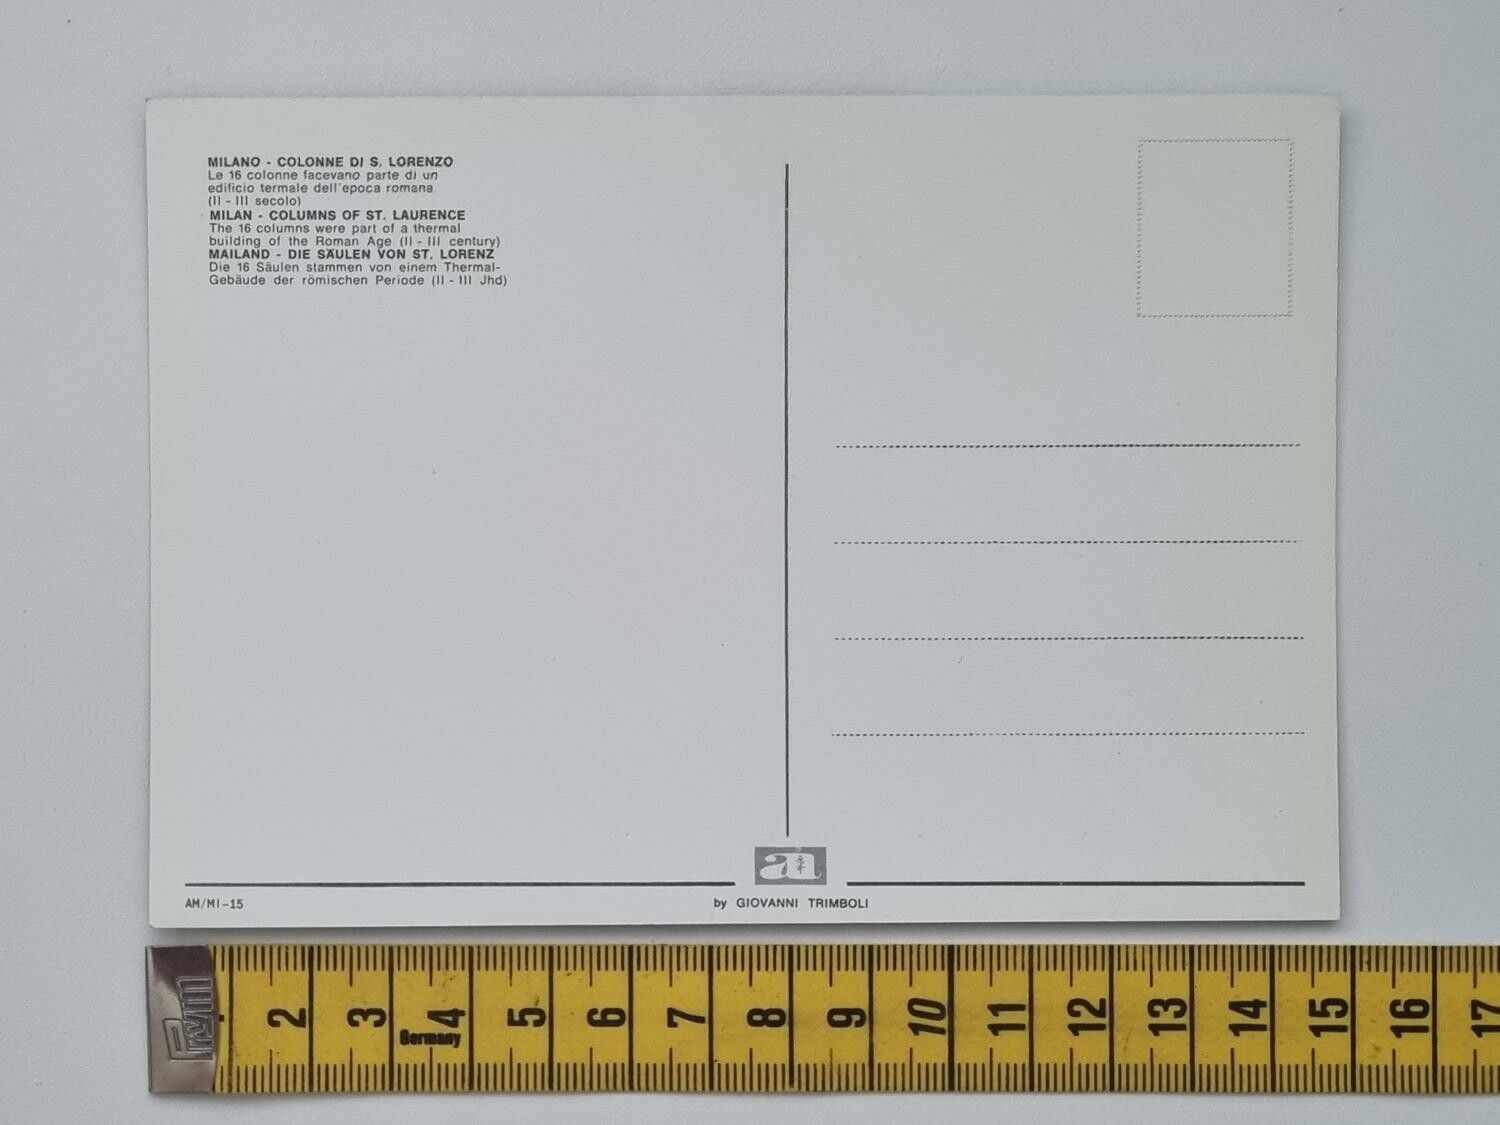 MILANO - COLONNE DI S. LORENZO
Le 16 colonne facevano parte di un
edificio termale dell'epoca romana
(II - III secolo)
MILAN - COLUMNS OF ST. LAURENCE
The 16 columns were part of a thermal
building of the Roman Age (II - III century)
MAILAND - DIE SÄULEN VON ST. LORENZ
Die 16 Säulen stammen von einem Thermal-
Gebäude der römischen Periode (II - III Jhd)
ai
AM/MI-15
by GIOVANNI TRIMBOLI
Prym
2 3 4 5 6 7 8 9 10 11 12 13 14 15 16 17
Germany